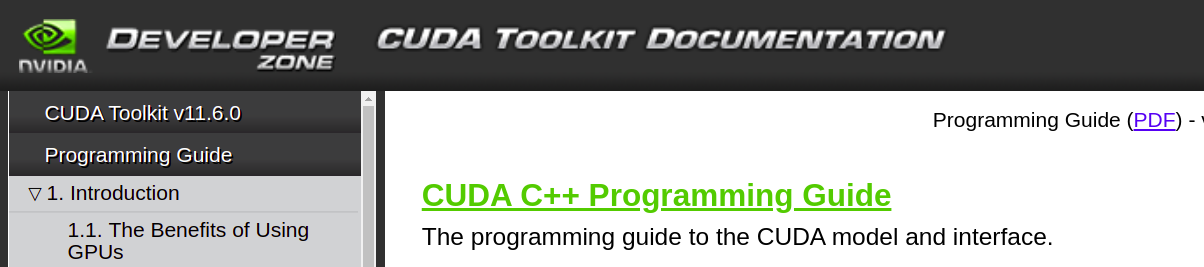 NVIDIA
DEVELOPER
ZONE
CUDA TOOLKIT DOCUMENTATION
CUDA Toolkit v11.6.0
Programming Guide
▽ 1. Introduction
1.1. The Benefits of Using
GPUs
Programming Guide (PDF) -
CUDA C++ Programming Guide
The programming guide to the CUDA model and interface.